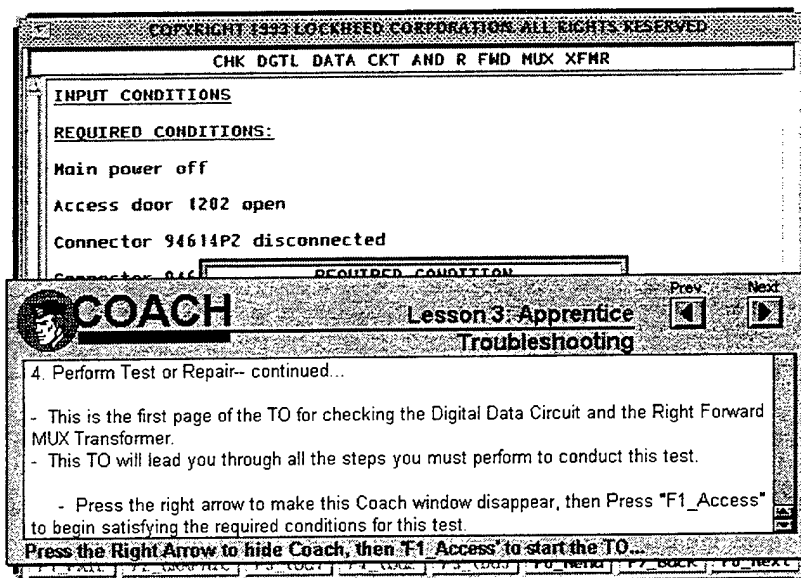 COPYRIGHT 1993 LOCKHEED CORPORATION ALL RIGHTS RESERVED
CHK DGTL DATA CKT AND R FWD MUX XFMR
INPUT CONDITIONS
REQUIRED CONDITIONS:
Main power off
Access door 1202 open
Connector 94614P2 disconnected
REQUIRED CONDITION
COACH
Lesson 3: Apprentice
Troubleshooting
Prev.
Next
4. Perform Test or Repair-- continued...
- This is the first page of the TO for checking the Digital Data Circuit and the Right Forward
MUX Transformer.
- This TO will lead you through all the steps you must perform to conduct this test.
- Press the right arrow to make this Coach window disappear, then Press "F1_Access"
to begin satisfying the required conditions for this test.
Press the Right Arrow to hide Coach, then 'F1_Access' to start the TO...